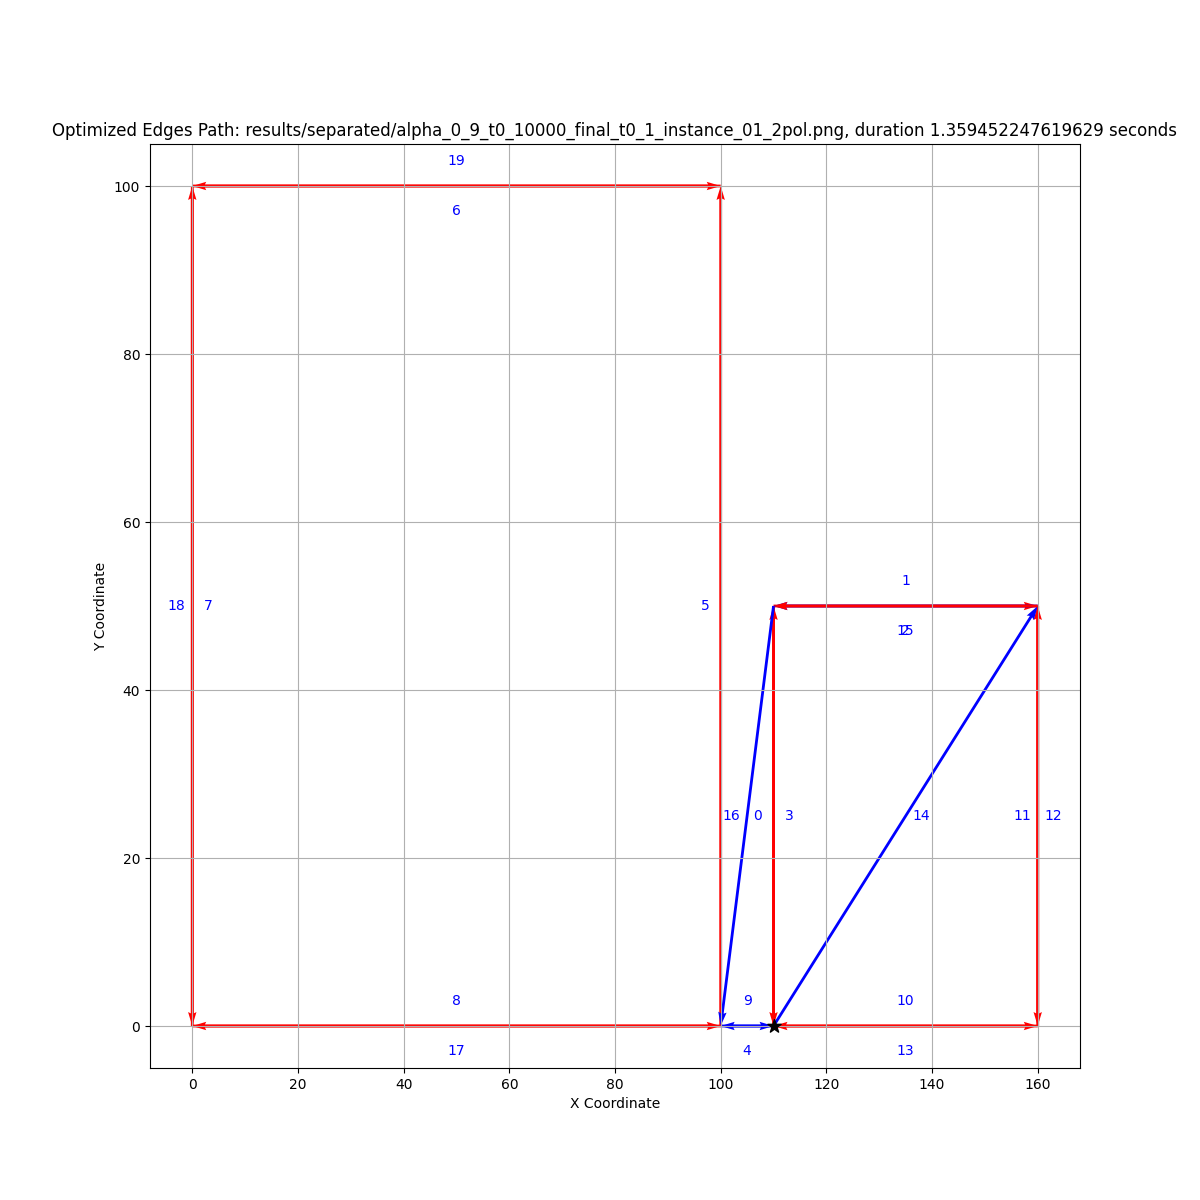 Optimized Edges Path: results/separated/alpha_0_9_t0_10000_final_t0_1_instance_01_2pol.png, duration 1.359452247619629 seconds
19
100
6
80
60
1
18 7 5
15
2
40
16 0 3 14 11 12
20
8 9 10
0
17 4 13
0 20 40 60 80 100 120 140 160
X Coordinate
Y Coordinate